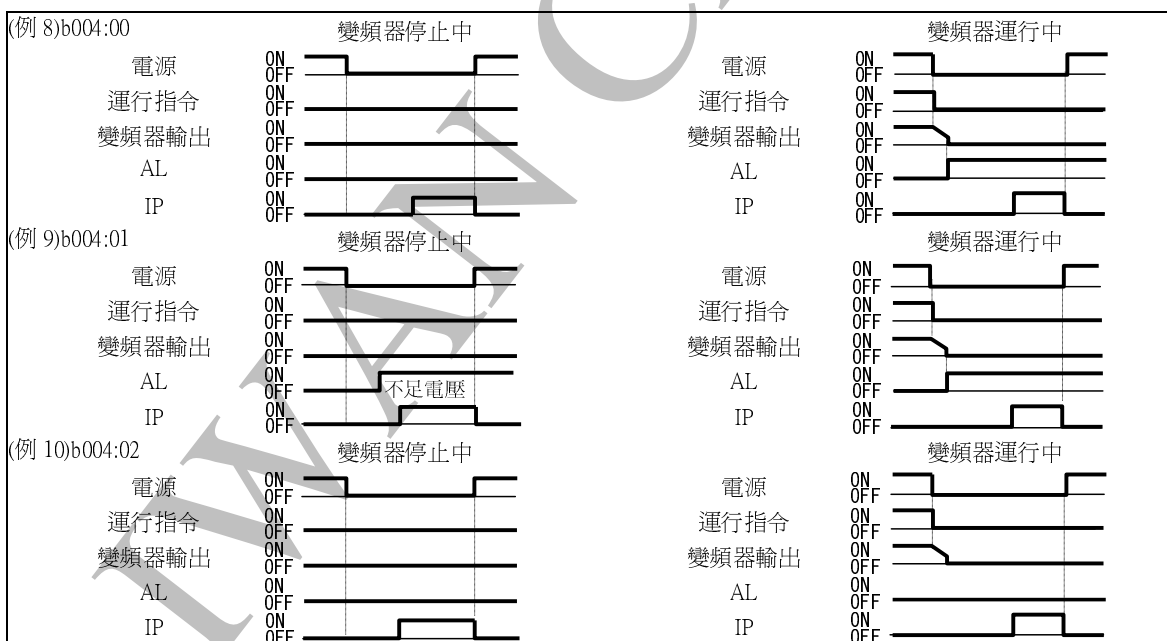 (例 8)b004:00
變頻器停止中 變頻器運行中
電源 ON OFF 電源 ON OFF
運行指令 ON OFF 運行指令 ON OFF
變頻器輸出 ON OFF 變頻器輸出 ON OFF
AL ON OFF AL ON OFF
IP ON OFF IP ON OFF
(例 9)b004:01
變頻器停止中 變頻器運行中
電源 ON OFF 電源 ON OFF
運行指令 ON OFF 運行指令 ON OFF
變頻器輸出 ON OFF 變頻器輸出 ON OFF
AL ON OFF 不足電壓 AL ON OFF
IP ON OFF IP ON OFF
(例 10)b004:02
變頻器停止中 變頻器運行中
電源 ON OFF 電源 ON OFF
運行指令 ON OFF 運行指令 ON OFF
變頻器輸出 ON OFF 變頻器輸出 ON OFF
AL ON OFF AL ON OFF
IP ON OFF IP ON OFF
IWAN C